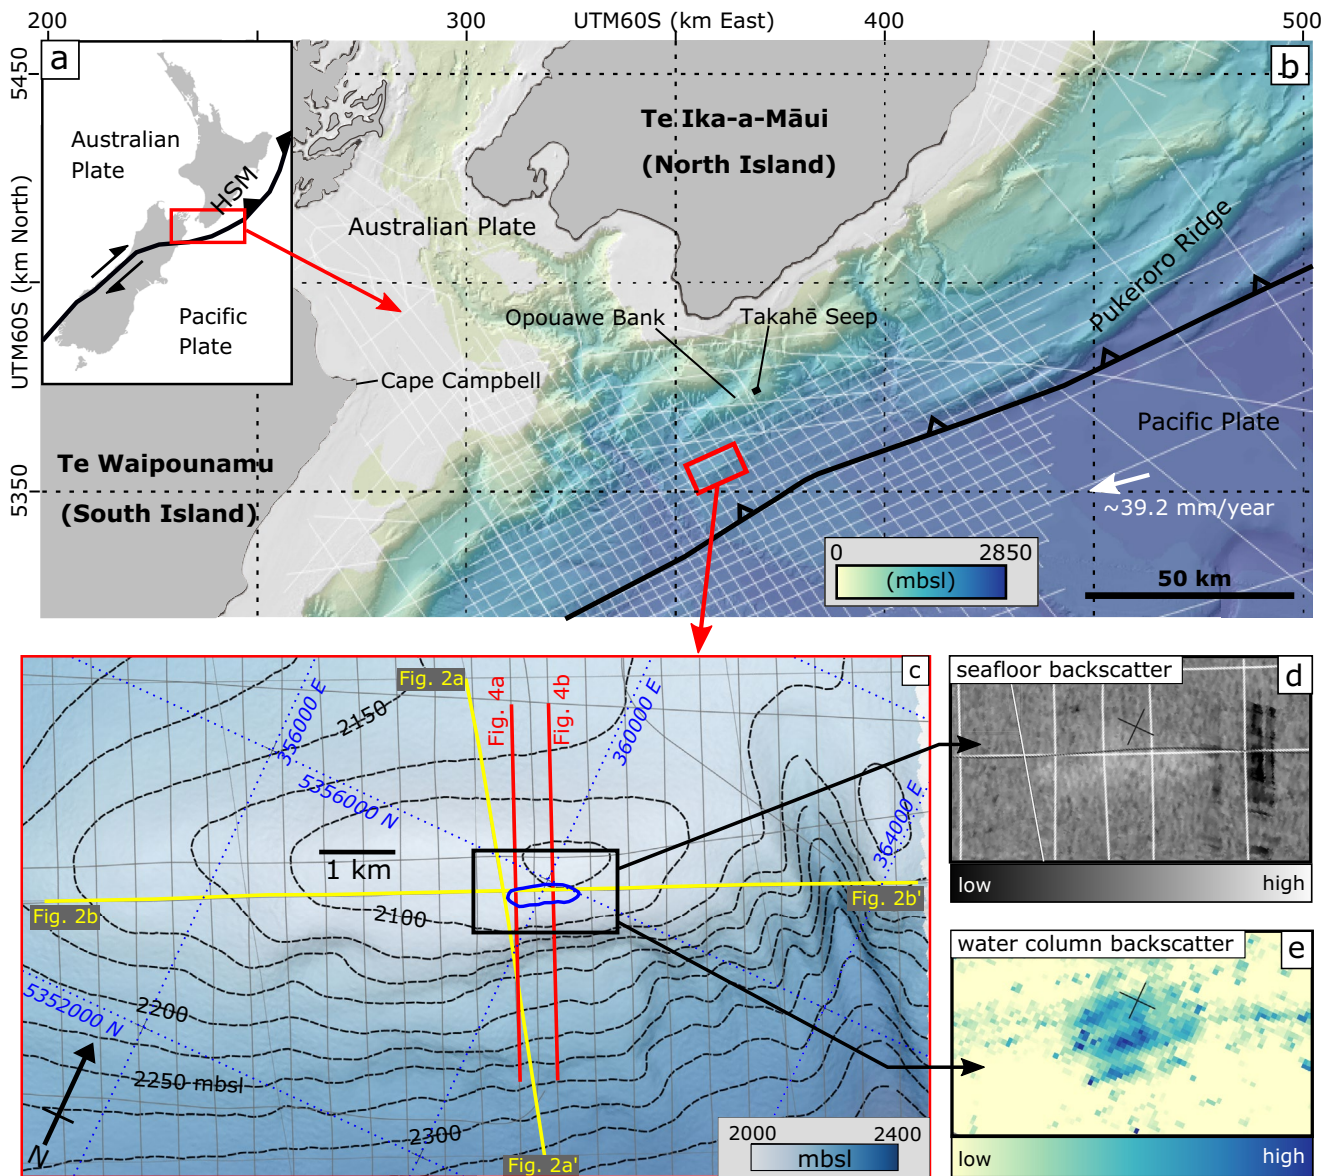 200
300
UTM60S (km East)
400
500
5450
UTM60S (km North)
5350
a
Australian
Plate
HSM
Pacific
Plate
b
Te Ika-a-Māui
(North Island)
Australian Plate
Opouawe Bank
Takahē Seep
Pukeroro Ridge
Cape Campbell
Pacific Plate
Te Waipounamu
(South Island)
~39.2 mm/year
0
2850
(mbsl)
50 km
c
Fig. 2a
Fig. 4a
Fig. 4b
2150
356000 E
360000 E
5356000 N
364000 E
1 km
Fig. 2b
2100
Fig. 2b'
5352000 N
2200
2250 mbsl
2300
N
Fig. 2a'
2000
2400
mbsl
seafloor backscatter
d
low
high
water column backscatter
e
low
high